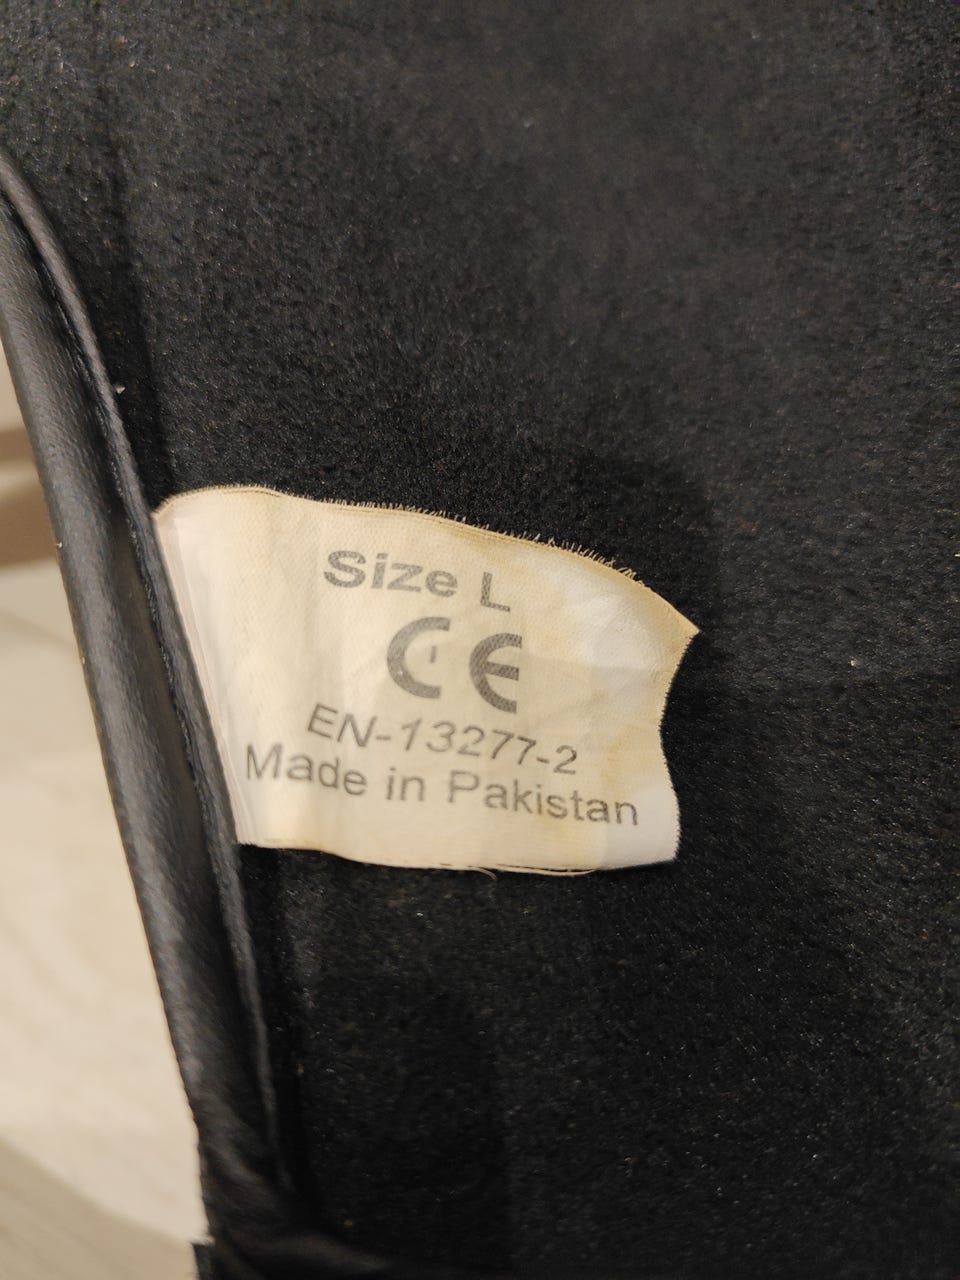 Size L
CE
EN-13277-2
Made in Pakistan